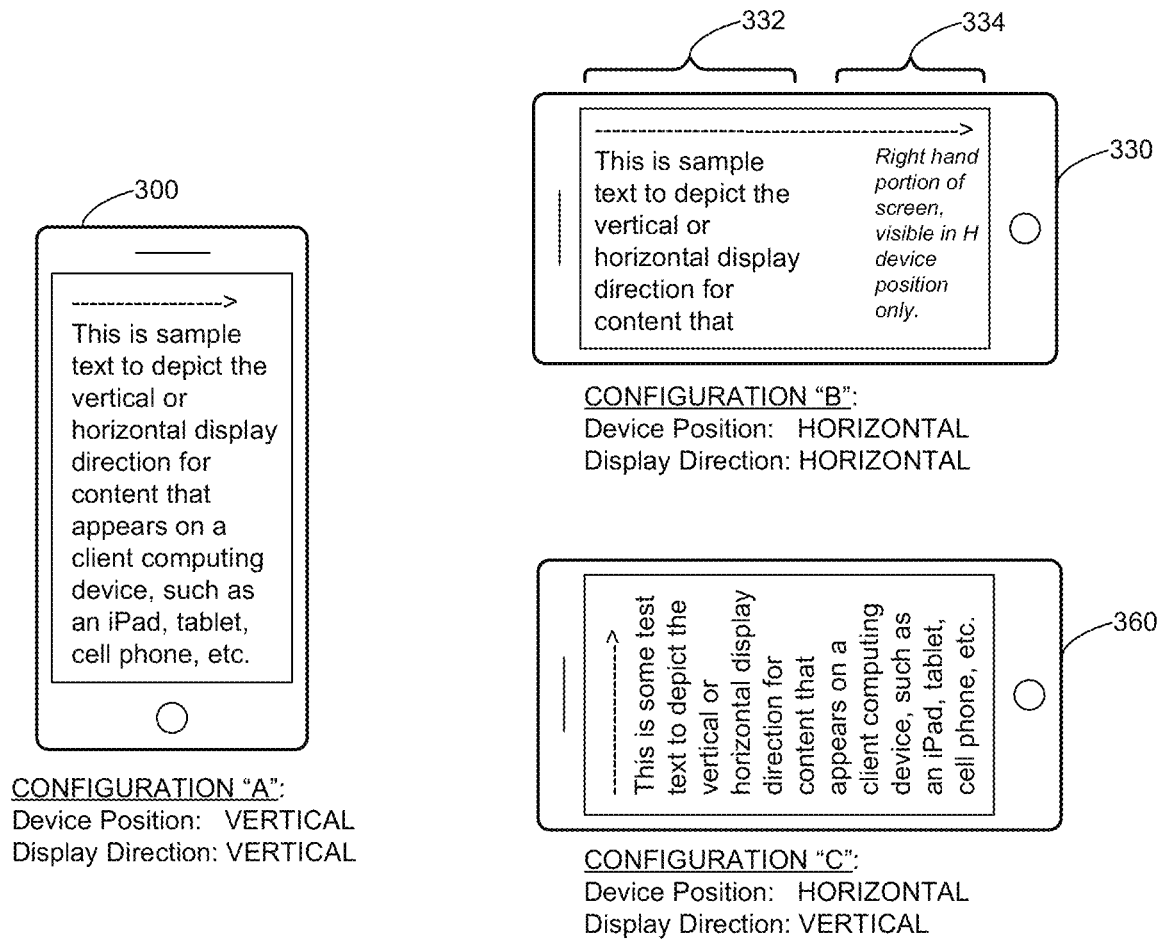 300
--------------->
This is sample
text to depict the
vertical or
horizontal display
direction for
content that
appears on a
client computing
device, such as
an iPad, tablet,
cell phone, etc.
CONFIGURATION “A”:
Device Position: VERTICAL
Display Direction: VERTICAL
332
334
330
-------------------------------------->
This is sample
text to depict the
vertical or
horizontal display
direction for
content that
Right hand
portion of
screen,
visible in H
device
position
only.
CONFIGURATION “B”:
Device Position: HORIZONTAL
Display Direction: HORIZONTAL
360
--------------->
This is some test
text to depict the
vertical or
horizontal display
direction for
content that
appears on a
client computing
device, such as
an iPad, tablet,
cell phone, etc.
CONFIGURATION “C”:
Device Position: HORIZONTAL
Display Direction: VERTICAL